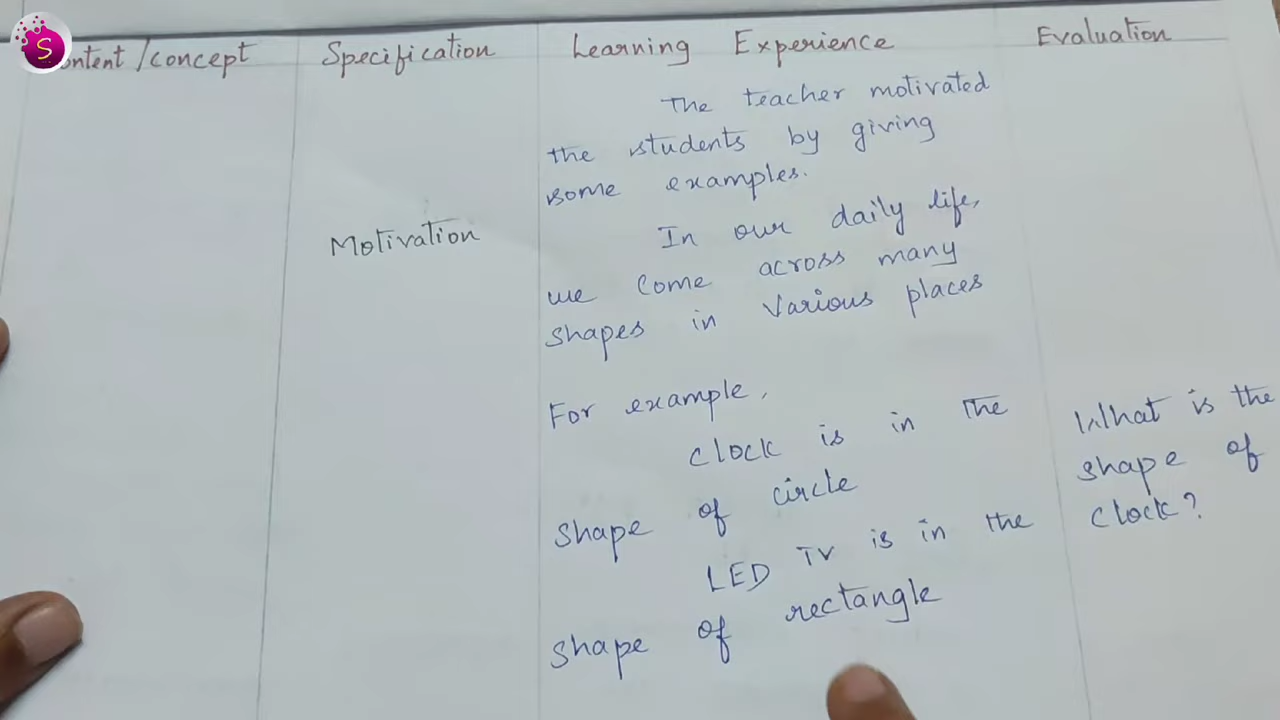 S
ontent / concept Specification Learning Experience Evaluation
The teacher motivated
the students by giving
some examples.
Motivation
In our daily life,
we come across many
shapes in various places
For example,
clock is in the
shape of circle
What is the
shape of
clock?
LED TV is in the
shape of rectangle